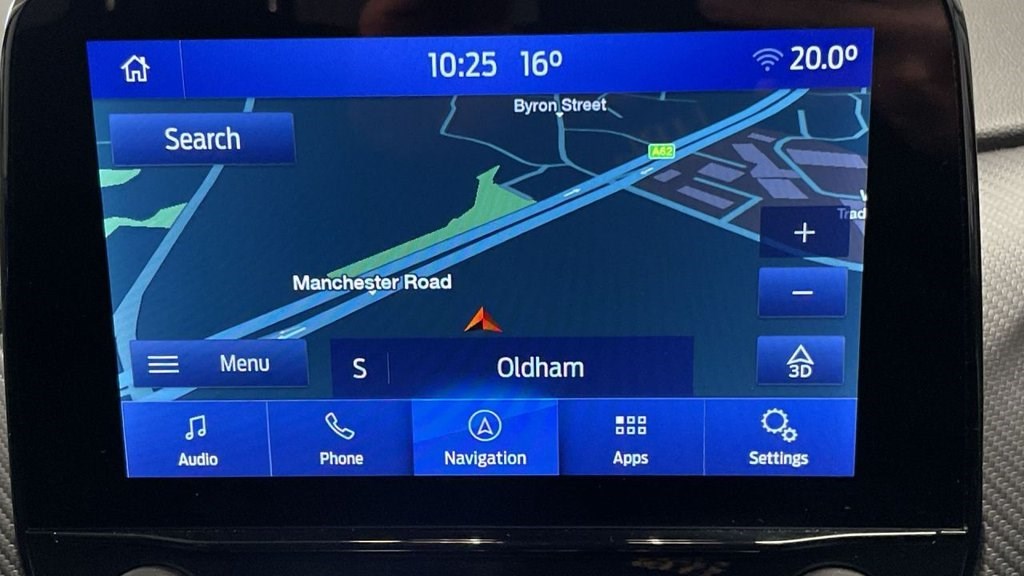 10:25 16° 20.0°
Byron Street
Search
A62
Trad
Manchester Road
+
−
Menu
S Oldham
3D
Audio Phone Navigation Apps Settings